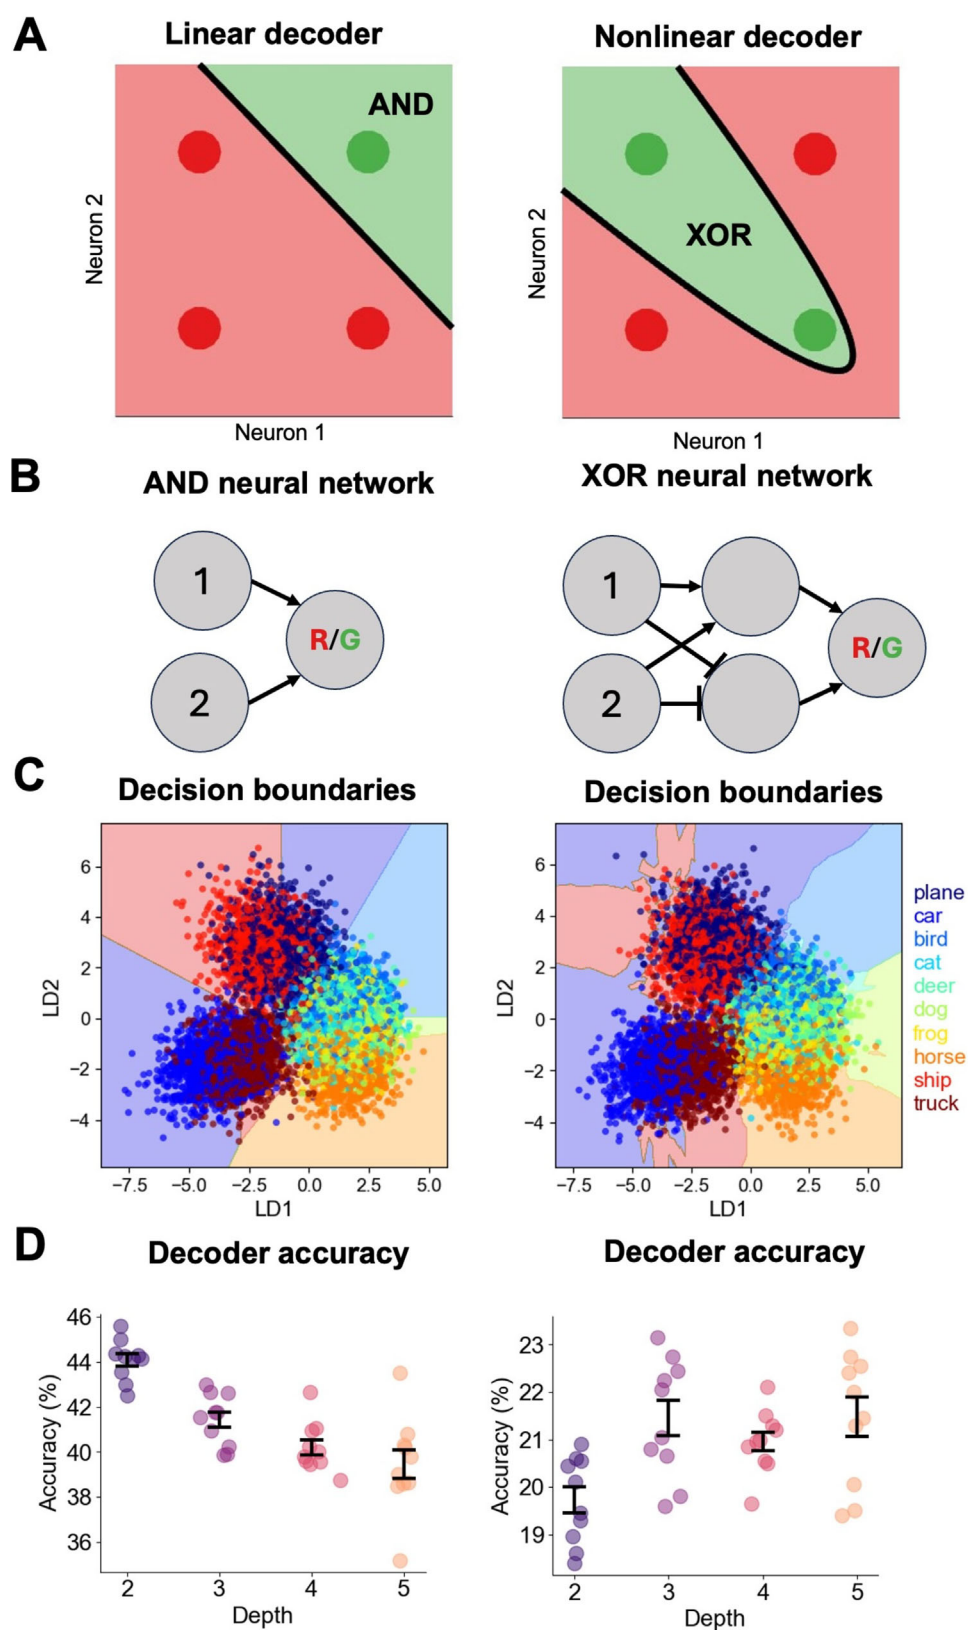 A
Linear decoder
Nonlinear decoder
AND
XOR
Neuron 2
Neuron 2
Neuron 1
Neuron 1
B
AND neural network
XOR neural network
1
2
R/G
1
2
R/G
C
Decision boundaries
Decision boundaries
6
4
2
0
−2
−4
LD2
−7.5 −5.0 −2.5 0.0 2.5 5.0
LD1
6
4
2
0
−2
−4
LD2
−7.5 −5.0 −2.5 0.0 2.5 5.0
LD1
plane
car
bird
cat
deer
dog
frog
horse
ship
truck
D
Decoder accuracy
Decoder accuracy
46
44
42
40
38
36
Accuracy (%)
2 3 4 5
Depth
23
22
21
20
19
Accuracy (%)
2 3 4 5
Depth